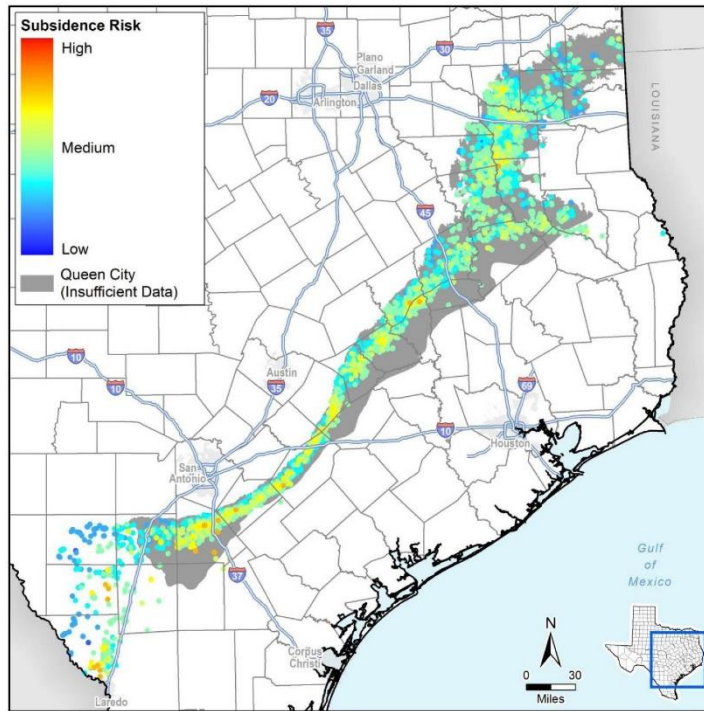 Subsidence Risk
High
Medium
Low
Queen City
(Insufficient Data)
35
30
Plano
Garland
Dallas
Arlington
20
LOUISIANA
45
10
Austin
35
10
69
10
Houston
San
Antonio
37
Gulf
of
Mexico
Corpus
Christi
Laredo
N
0 30
Miles